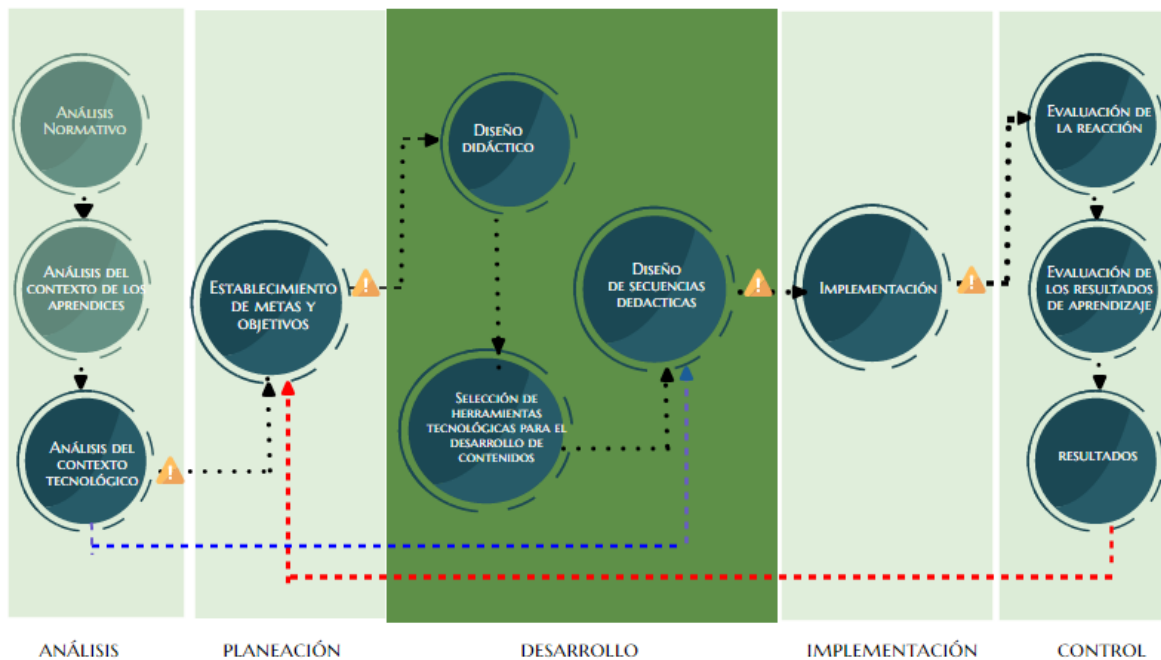 ANÁLISIS
NORMATIVO
ANÁLISIS DEL
CONTEXTO DE LOS
APRENDICES
ANÁLISIS DEL
CONTEXTO
TECNOLÓGICO
ESTABLECIMIENTO
DE METAS Y
OBJETIVOS
DISEÑO
DIDÁCTICO
SELECCIÓN DE
HERRAMIENTAS
TECNOLÓGICAS PARA EL
DESARROLLO DE
CONTENIDOS
DISEÑO
DE SECUENCIAS
DEDACTICAS
IMPLEMENTACIÓN
EVALUACIÓN DE
LA REACCIÓN
EVALUACIÓN DE
LOS RESULTADOS
DE APRENDIZAJE
RESULTADOS
ANÁLISIS
PLANEACIÓN
DESARROLLO
IMPLEMENTACIÓN
CONTROL